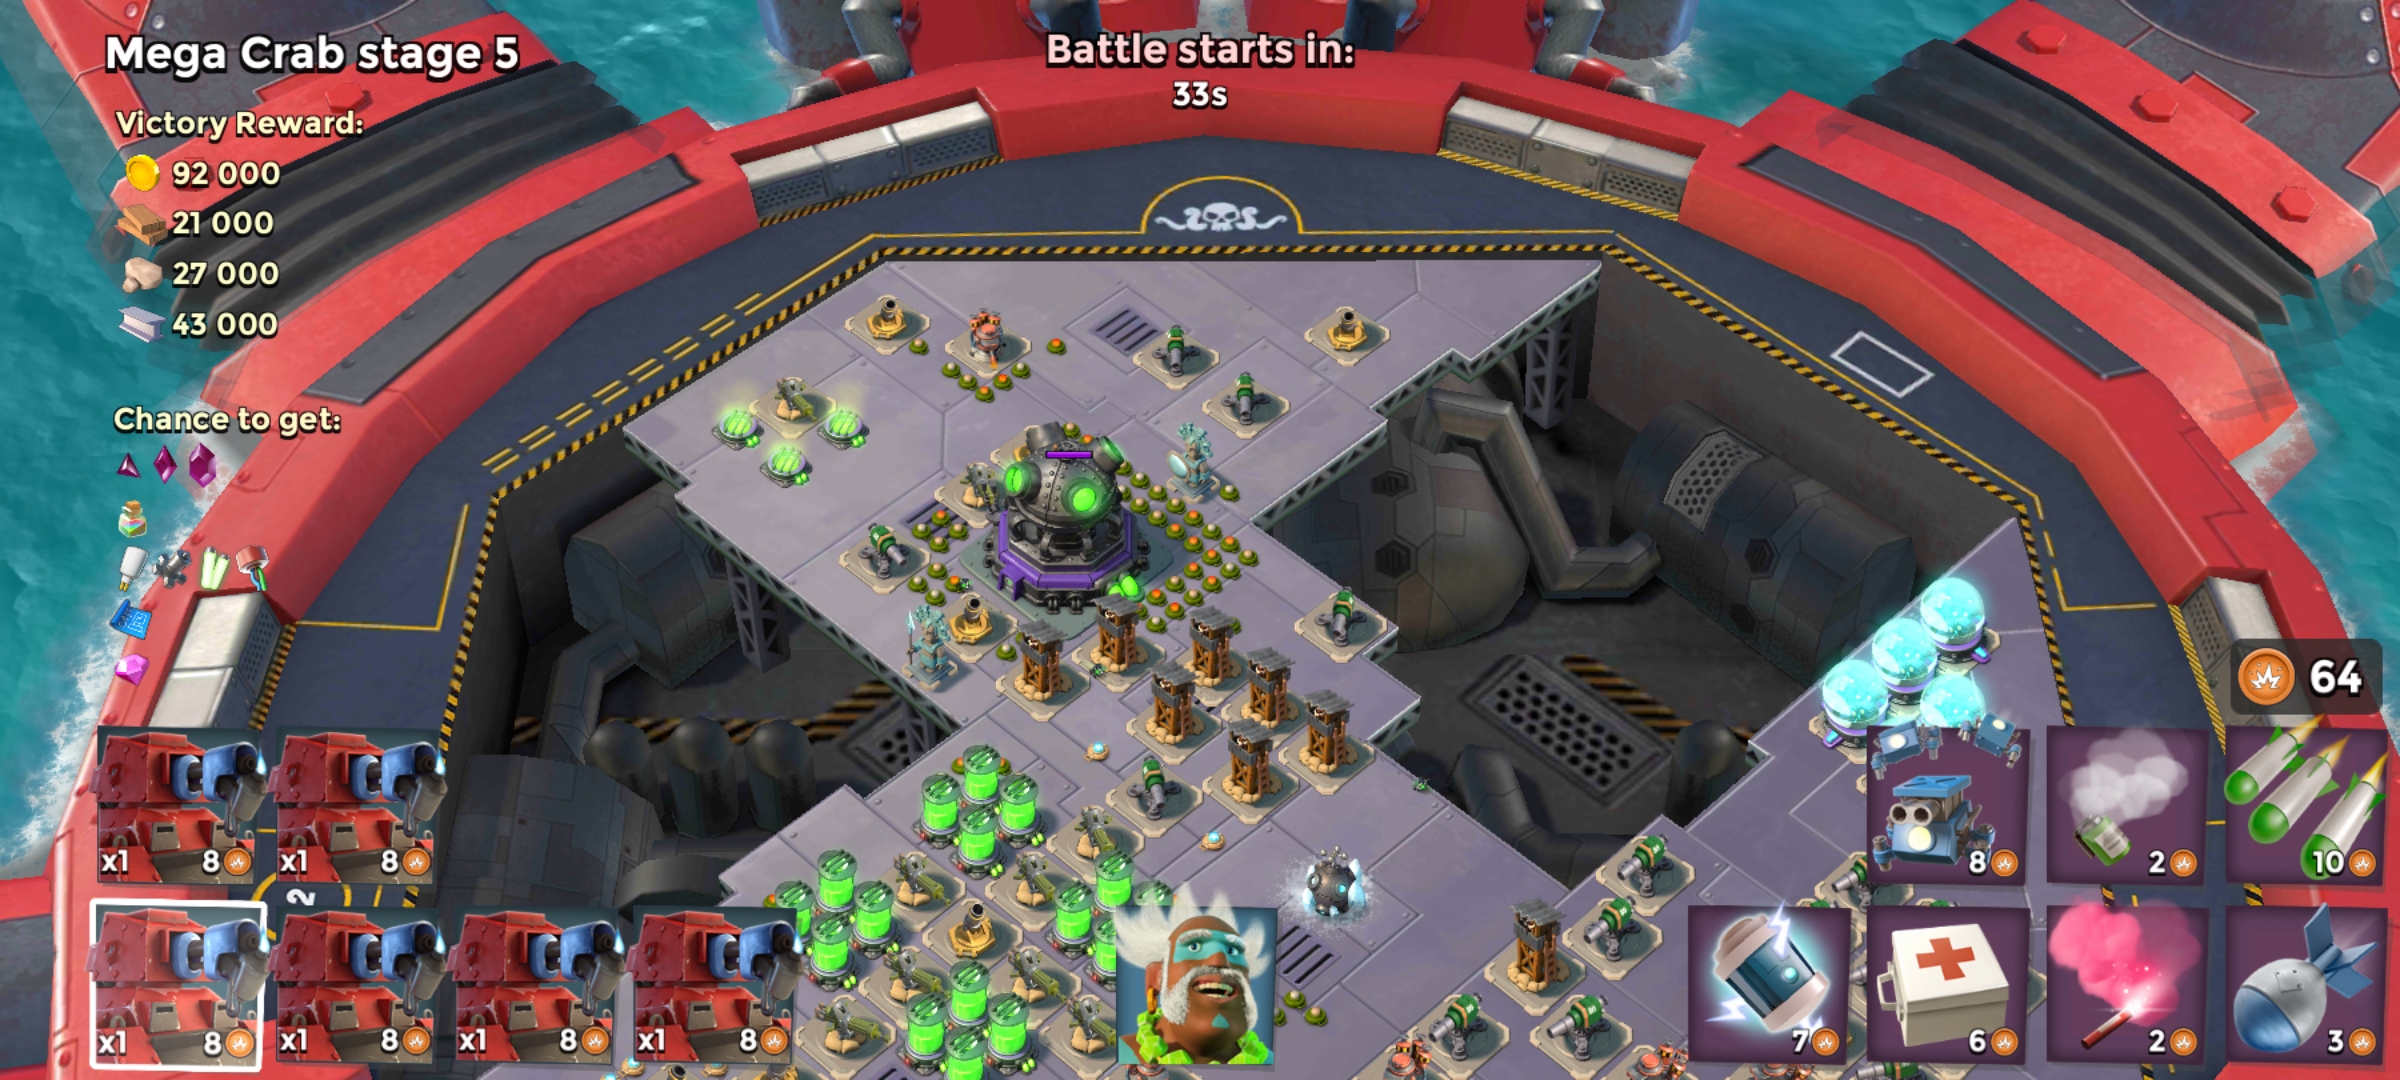 Mega Crab stage 5
Battle starts in:
33s
Victory Reward:
92 000
21 000
27 000
43 000
Chance to get:
64
x1 8
x1 8
8
2
10
2
x1 8
x1 8
x1 8
x1 8
7
6
2
3